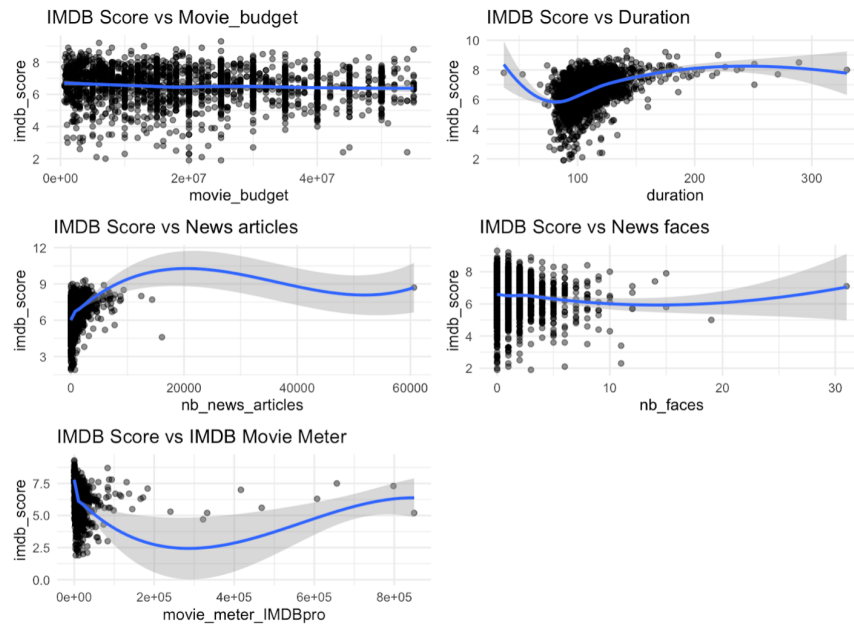 IMDB Score vs Movie_budget
imdb_score
8
6
4
2
0e+00 2e+07 4e+07
movie_budget
IMDB Score vs Duration
imdb_score
10
8
6
4
2
100 200 300
duration
IMDB Score vs News articles
imdb_score
12
9
6
3
0 20000 40000 60000
nb_news_articles
IMDB Score vs News faces
imdb_score
8
6
4
2
0 10 20 30
nb_faces
IMDB Score vs IMDB Movie Meter
imdb_score
7.5
5.0
2.5
0.0
0e+00 2e+05 4e+05 6e+05 8e+05
movie_meter_IMDBpro